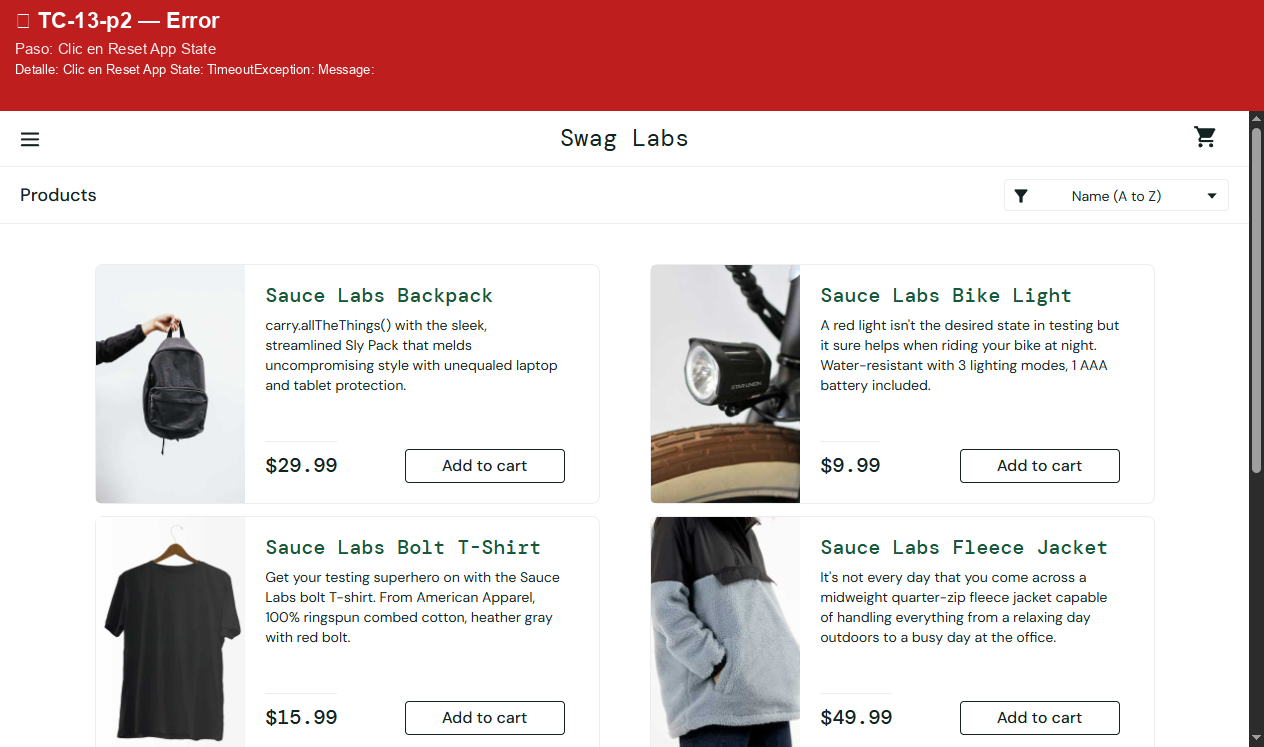 TC-13-p2 — Error
Paso: Clic en Reset App State
Detalle: Clic en Reset App State: TimeoutException: Message:
Swag Labs
Products
Name (A to Z)
Sauce Labs Backpack
carry.allTheThings() with the sleek,
streamlined Sly Pack that melds
uncompromising style with unequaled laptop
and tablet protection.
$29.99
Add to cart
Sauce Labs Bike Light
A red light isn't the desired state in testing but
it sure helps when riding your bike at night.
Water-resistant with 3 lighting modes, 1 AAA
battery included.
$9.99
Add to cart
Sauce Labs Bolt T-Shirt
Get your testing superhero on with the Sauce
Labs bolt T-shirt. From American Apparel,
100% ringspun combed cotton, heather gray
with red bolt.
$15.99
Add to cart
Sauce Labs Fleece Jacket
It's not every day that you come across a
midweight quarter-zip fleece jacket capable
of handling everything from a relaxing day
outdoors to a busy day at the office.
$49.99
Add to cart